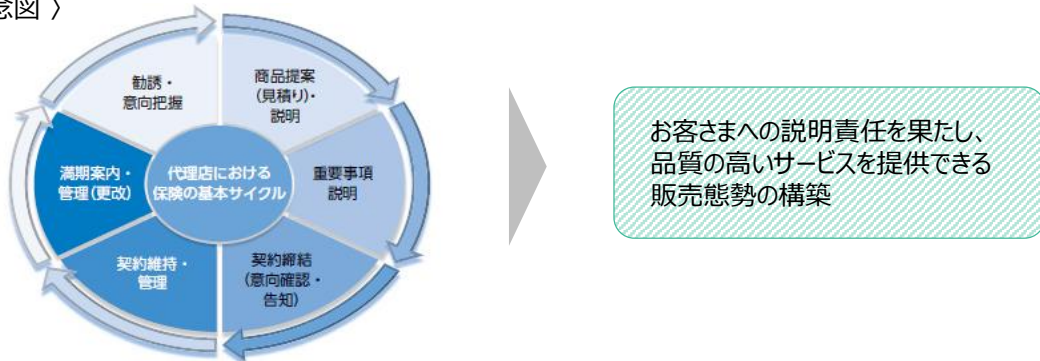 念図 〉
勧誘・
意向把握
商品提案
(見積り)・
説明
重要事項
説明
契約締結
(意向確認・
告知)
契約維持・
管理
満期案内・
管理(更改)
代理店における
保険の基本サイクル
お客さまへの説明責任を果たし、
品質の高いサービスを提供できる
販売態勢の構築